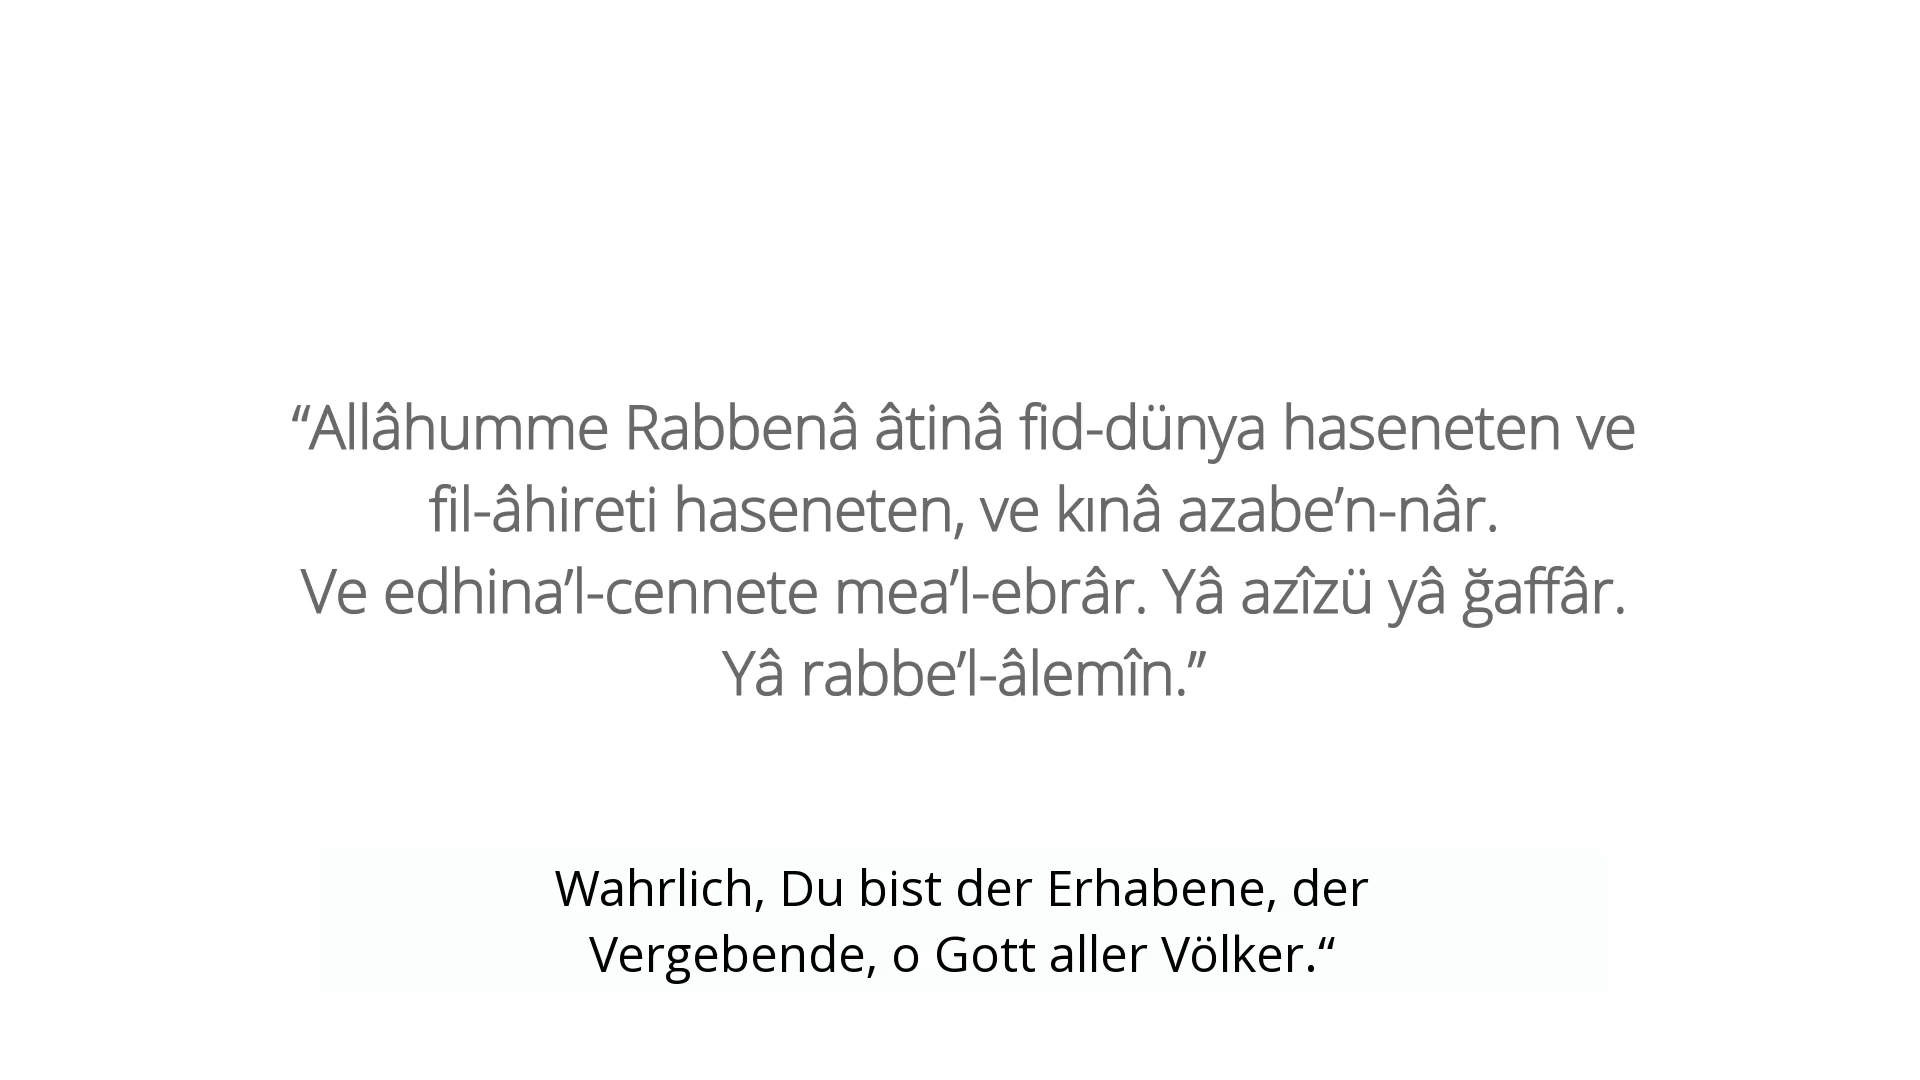 “Allâhumme Rabbenâ âtinâ fid-dünya haseneten ve
fil-âhireti haseneten, ve kınâ azabe’n-nâr.
Ve edhina’l-cennete mea’l-ebrâr. Yâ azîzü yâ ğaffâr.
Yâ rabbe’l-âlemîn.”
Wahrlich, Du bist der Erhabene, der
Vergebende, o Gott aller Völker.“